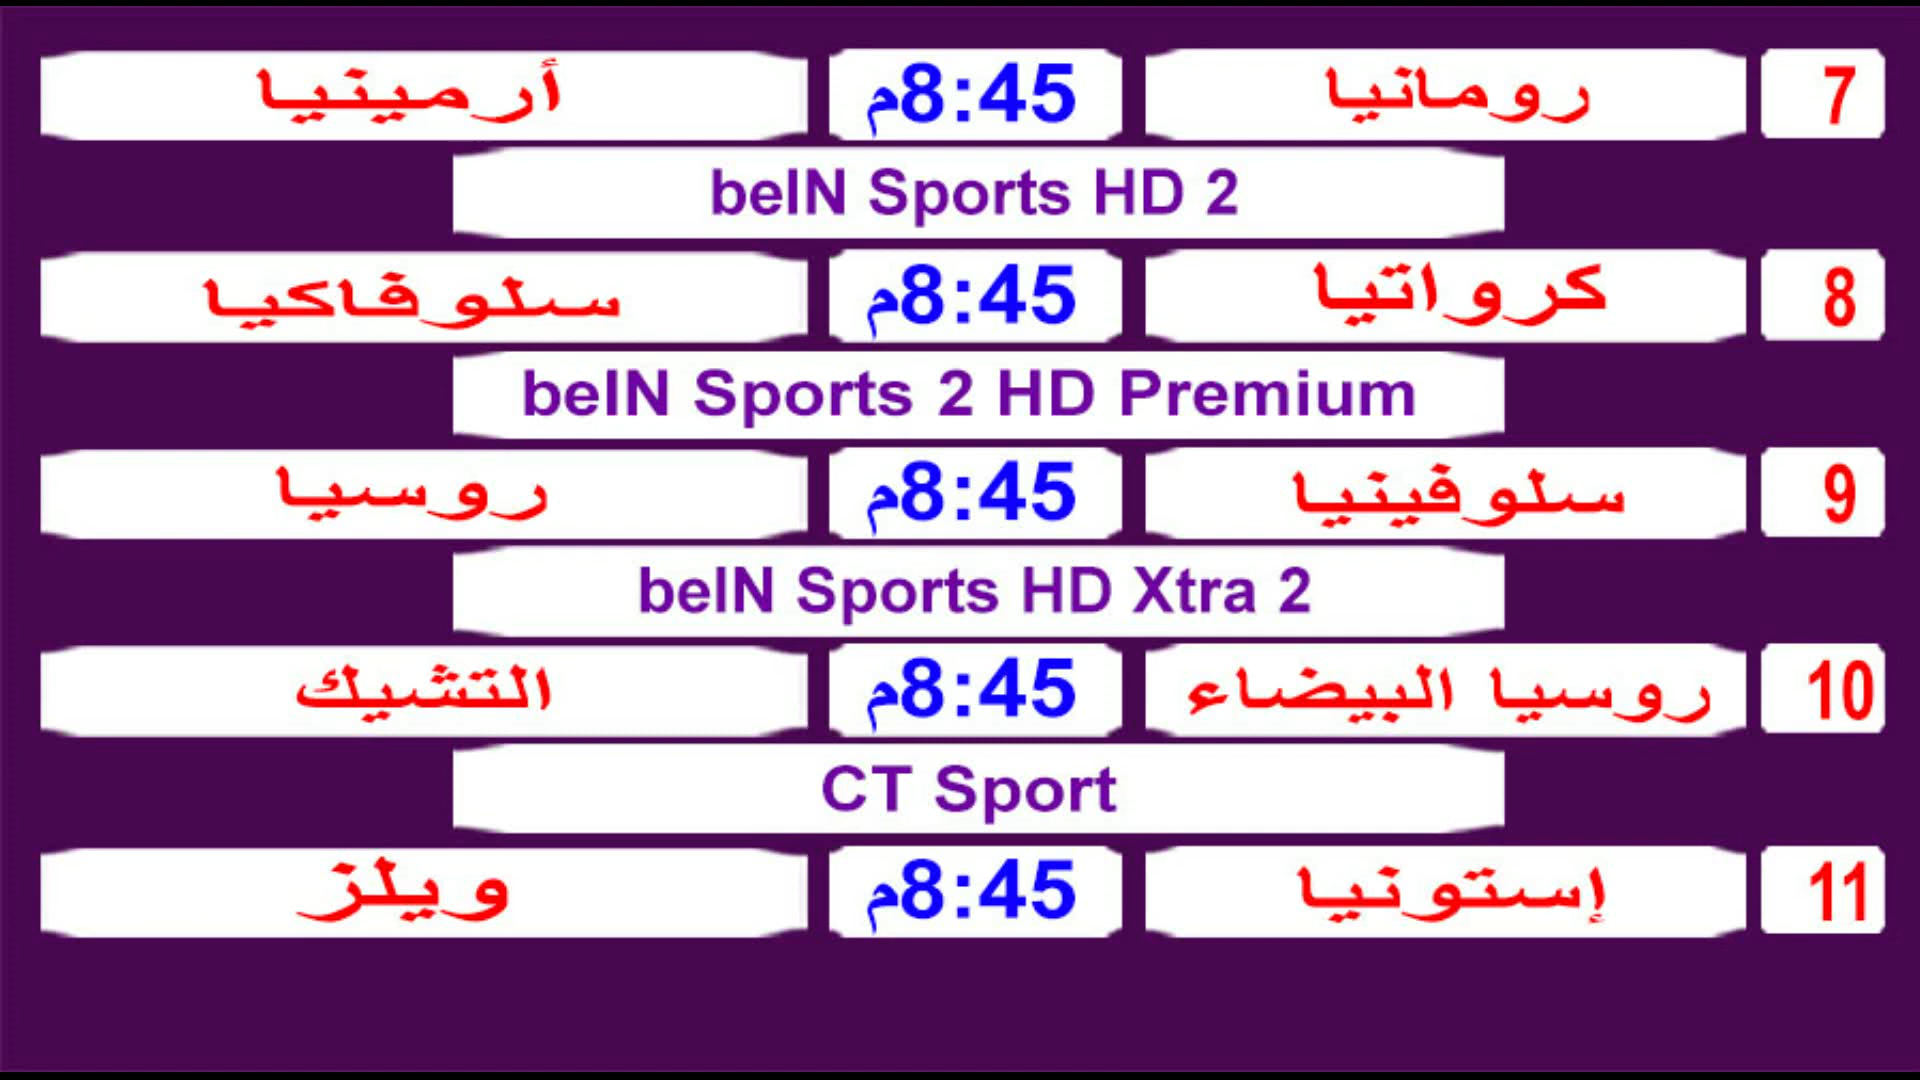 7 رومانيا 8:45م أرمينيا
beIN Sports HD 2
8 كرواتيا 8:45م سلوفاكيا
beIN Sports 2 HD Premium
9 سلوفينيا 8:45م روسيا
beIN Sports HD Xtra 2
10 روسيا البيضاء 8:45م التشيك
CT Sport
11 إستونيا 8:45م ويلز